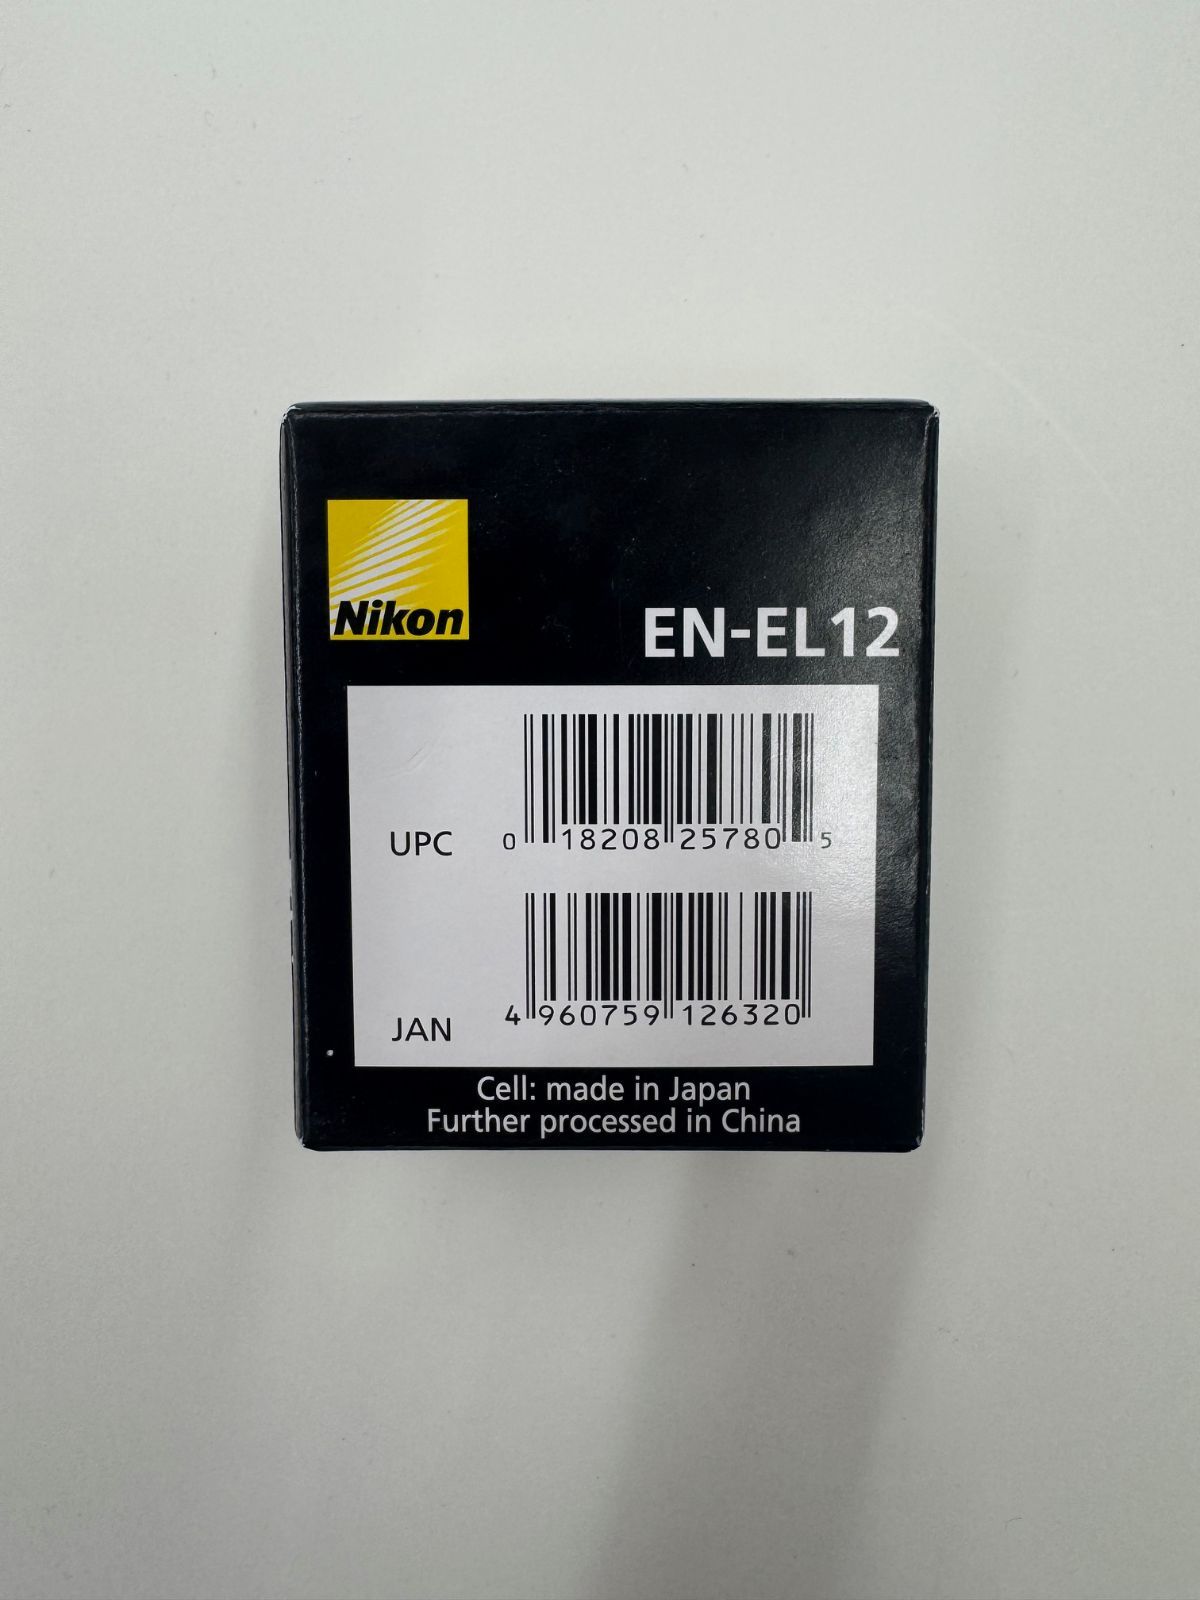 Nikon
EN-EL12
UPC
0 18208 25780 5
JAN
4 960759 126320
Cell: made in Japan
Further processed in China